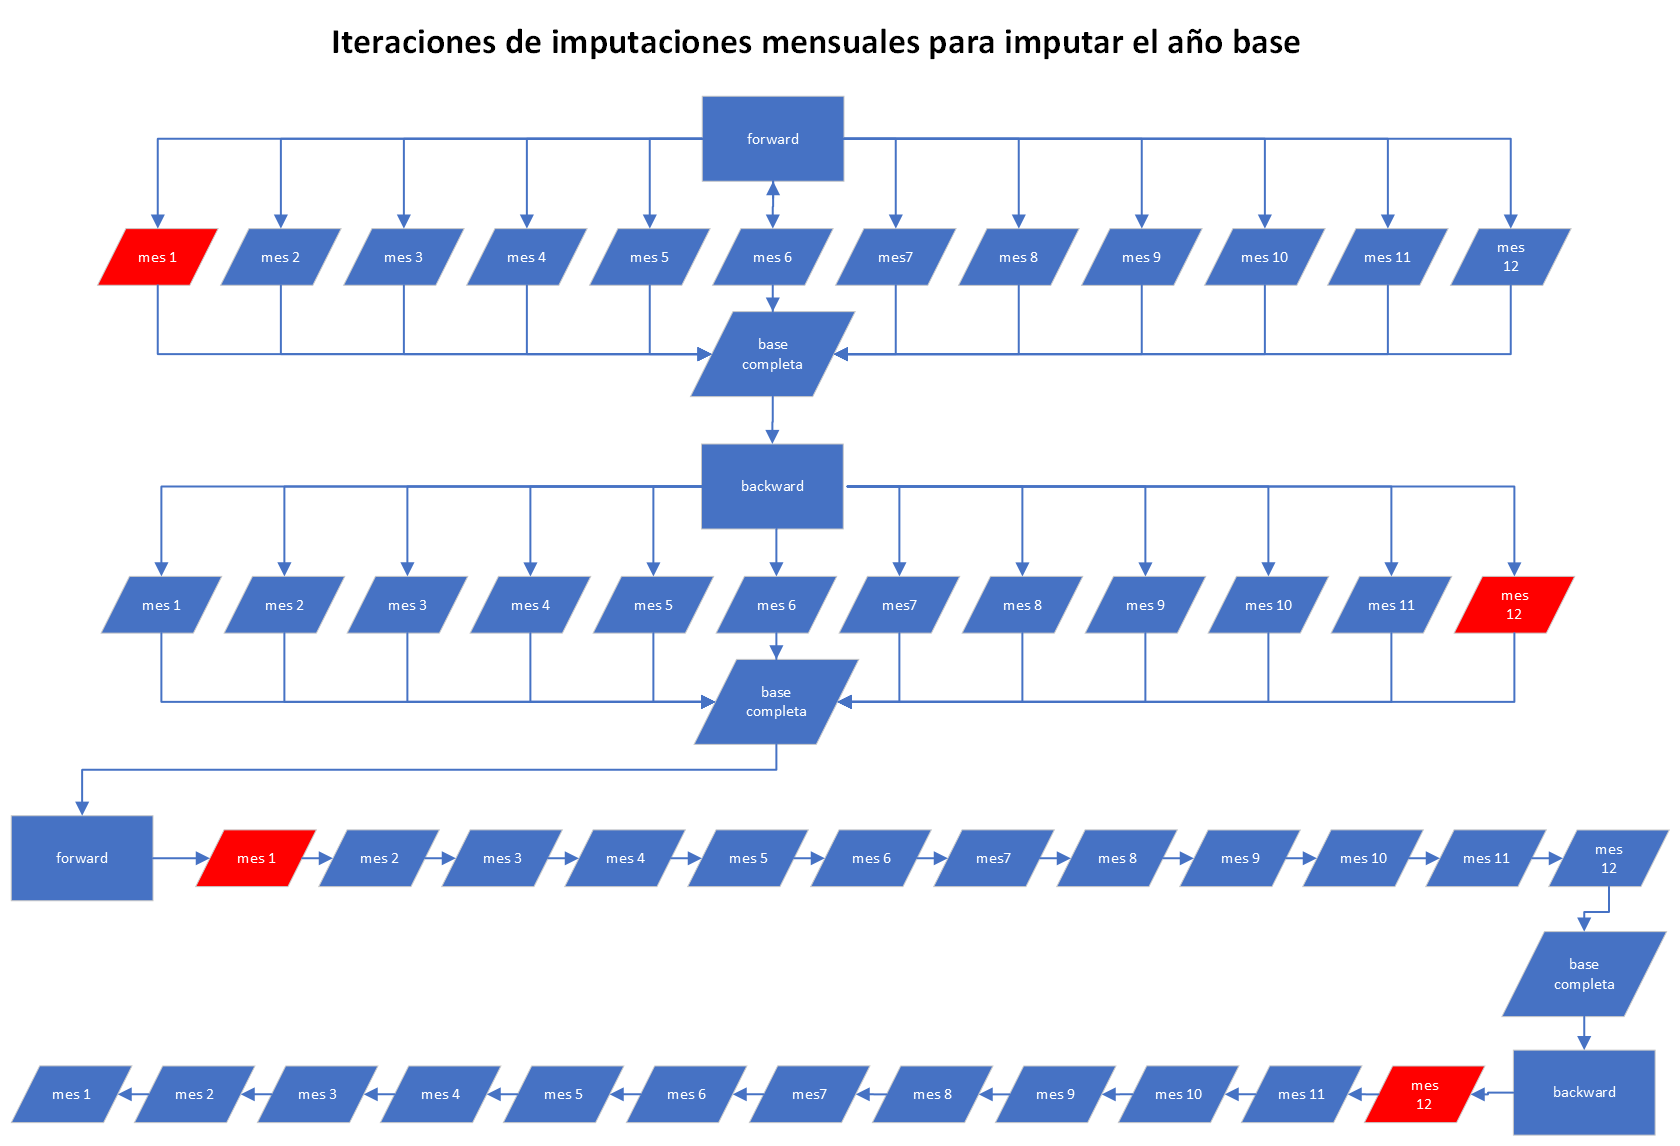 Iteraciones de imputaciones mensuales para imputar el año base
forward
mes 1
mes 2
mes 3
mes 4
mes 5
mes 6
mes7
mes 8
mes 9
mes 10
mes 11
mes
12
base
completa
backward
mes 1
mes 2
mes 3
mes 4
mes 5
mes 6
mes7
mes 8
mes 9
mes 10
mes 11
mes
12
base
completa
forward
mes 1
mes 2
mes 3
mes 4
mes 5
mes 6
mes7
mes 8
mes 9
mes 10
mes 11
mes
12
base
completa
mes 1
mes 2
mes 3
mes 4
mes 5
mes 6
mes7
mes 8
mes 9
mes 10
mes 11
mes
12
backward